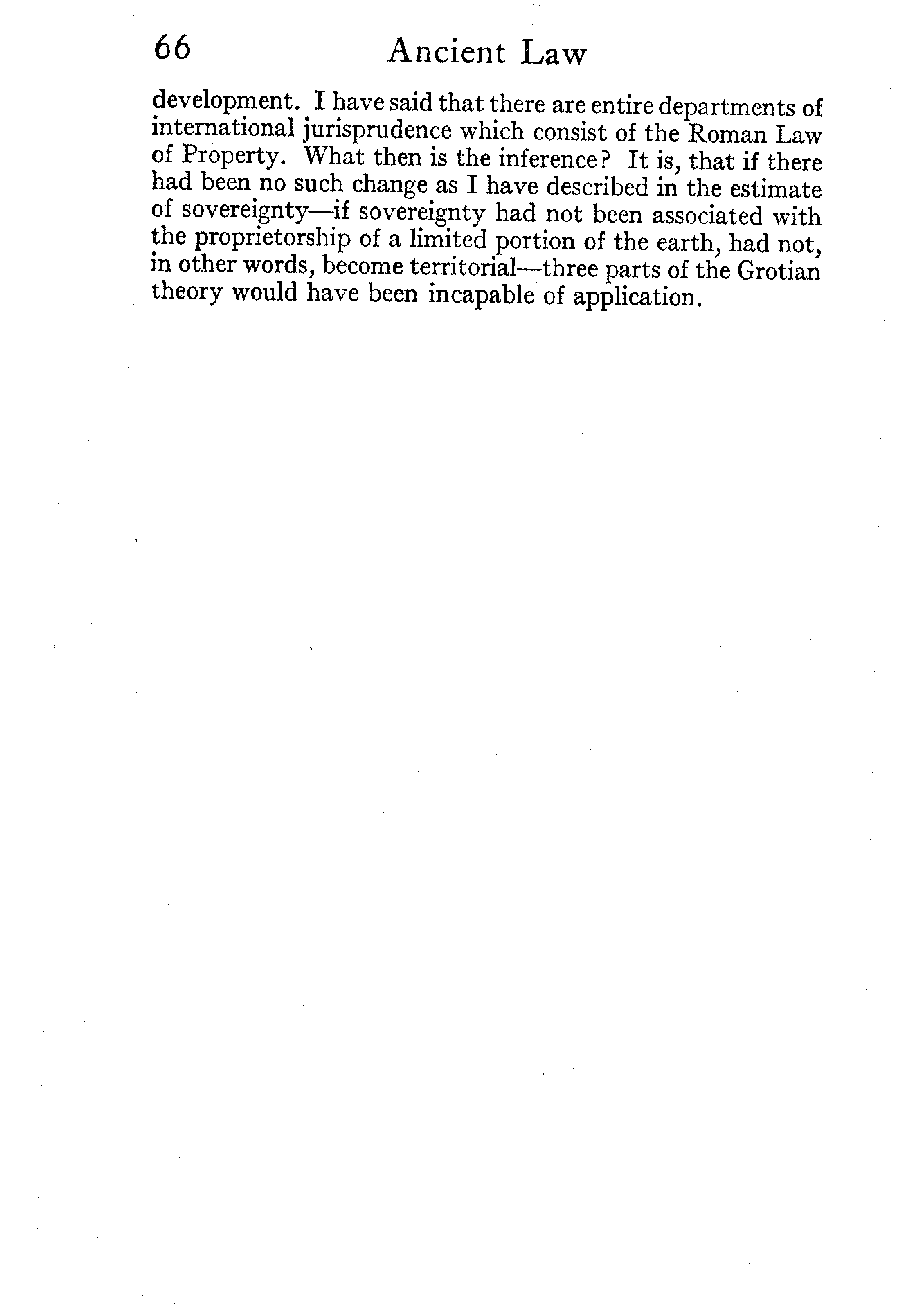 66 Ancient Law
development. I have said that there are entire departments of
international jurisprudence which consist of the Roman Law
of Property. What then is the inference? It is, that if there
had been no such change as I have described in the estimate
of sovereignty—if sovereignty had not been associated with
the proprietorship of a limited portion of the earth, had not,
in other words, become territorial—three parts of the Grotian
theory would have been incapable of application.